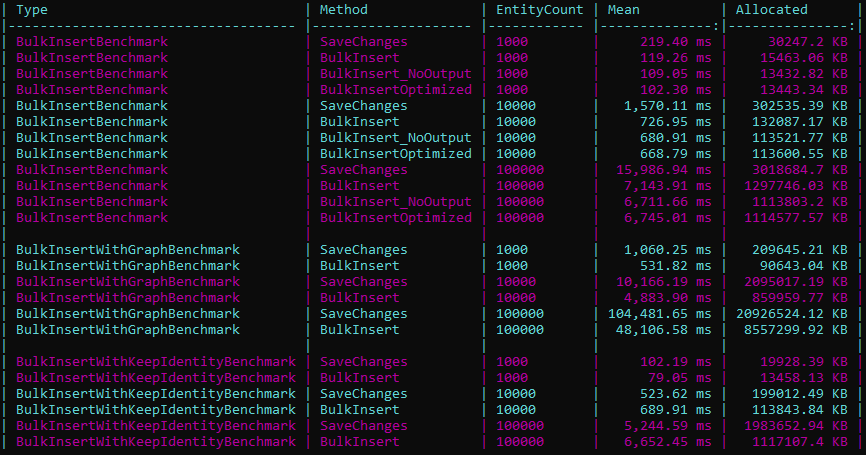 | Type | Method | EntityCount | Mean | Allocated |
|----------------------------------- |------------------- |------------ |--------------:|---------------:|
| BulkInsertBenchmark | SaveChanges | 1000 | 219.40 ms | 30247.2 KB |
| BulkInsertBenchmark | BulkInsert | 1000 | 119.26 ms | 15463.06 KB |
| BulkInsertBenchmark | BulkInsert_NoOutput | 1000 | 109.05 ms | 13432.82 KB |
| BulkInsertBenchmark | BulkInsertOptimized | 1000 | 102.30 ms | 13443.34 KB |
| BulkInsertBenchmark | SaveChanges | 10000 | 1,570.11 ms | 302535.39 KB |
| BulkInsertBenchmark | BulkInsert | 10000 | 726.95 ms | 132087.17 KB |
| BulkInsertBenchmark | BulkInsert_NoOutput | 10000 | 680.91 ms | 113521.77 KB |
| BulkInsertBenchmark | BulkInsertOptimized | 10000 | 668.79 ms | 113600.55 KB |
| BulkInsertBenchmark | SaveChanges | 100000 | 15,986.94 ms | 3018684.7 KB |
| BulkInsertBenchmark | BulkInsert | 100000 | 7,143.91 ms | 1297746.03 KB |
| BulkInsertBenchmark | BulkInsert_NoOutput | 100000 | 6,711.66 ms | 1113803.2 KB |
| BulkInsertBenchmark | BulkInsertOptimized | 100000 | 6,745.01 ms | 1114577.57 KB |
| | | | | |
| BulkInsertWithGraphBenchmark | SaveChanges | 1000 | 1,060.25 ms | 209645.21 KB |
| BulkInsertWithGraphBenchmark | BulkInsert | 1000 | 531.82 ms | 90643.04 KB |
| BulkInsertWithGraphBenchmark | SaveChanges | 10000 | 10,166.19 ms | 2095017.19 KB |
| BulkInsertWithGraphBenchmark | BulkInsert | 10000 | 4,883.90 ms | 859959.77 KB |
| BulkInsertWithGraphBenchmark | SaveChanges | 100000 | 104,481.65 ms | 20926524.12 KB |
| BulkInsertWithGraphBenchmark | BulkInsert | 100000 | 48,106.58 ms | 8557299.92 KB |
| | | | | |
| BulkInsertWithKeepIdentityBenchmark | SaveChanges | 1000 | 102.19 ms | 19928.39 KB |
| BulkInsertWithKeepIdentityBenchmark | BulkInsert | 1000 | 79.05 ms | 13458.13 KB |
| BulkInsertWithKeepIdentityBenchmark | SaveChanges | 10000 | 523.62 ms | 199012.49 KB |
| BulkInsertWithKeepIdentityBenchmark | BulkInsert | 10000 | 689.91 ms | 113843.84 KB |
| BulkInsertWithKeepIdentityBenchmark | SaveChanges | 100000 | 5,244.59 ms | 1983652.94 KB |
| BulkInsertWithKeepIdentityBenchmark | BulkInsert | 100000 | 6,652.45 ms | 1117107.4 KB |